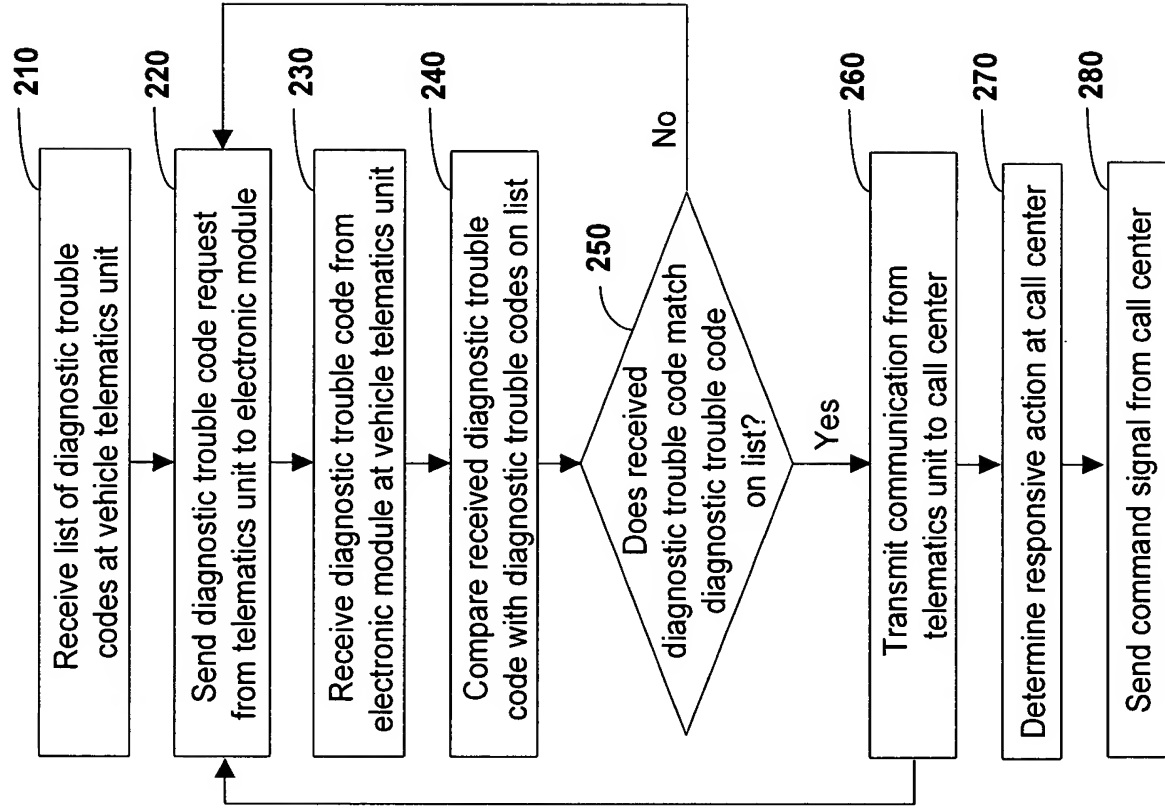 210
Receive list of diagnostic trouble
codes at vehicle telematics unit
220
Send diagnostic trouble code request
from telematics unit to electronic module
230
Receive diagnostic trouble code from
electronic module at vehicle telematics unit
240
Compare received diagnostic trouble
code with diagnostic trouble codes on list
250
Does received
diagnostic trouble code match
diagnostic trouble code
on list?
No
Yes
260
Transmit communication from
telematics unit to call center
270
Determine responsive action at call center
280
Send command signal from call center